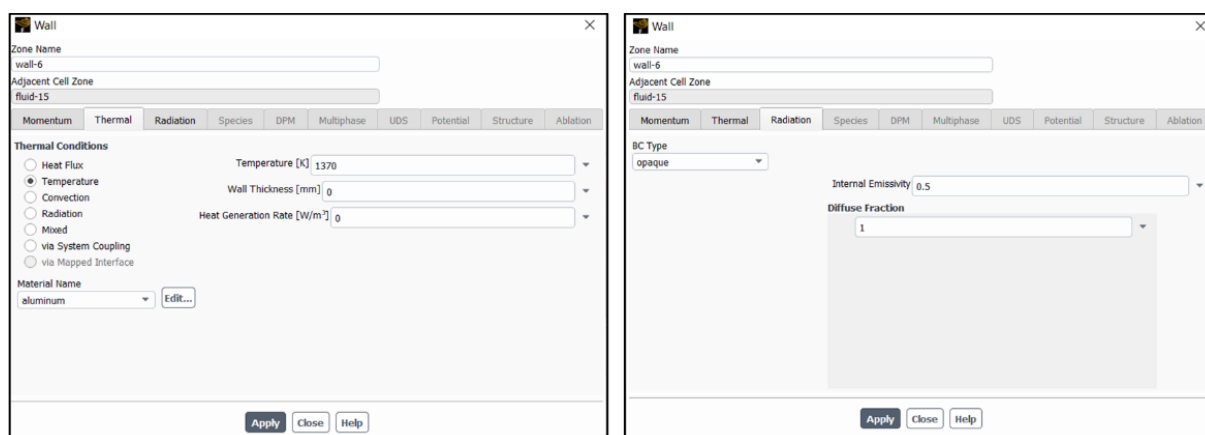 Wall
Zone Name
wall-6
Adjacent Cell Zone
fluid-15
Momentum Thermal Radiation Species DPM Multiphase UDS Potential Structure Ablation
Thermal Conditions
Heat Flux
Temperature
Convection
Radiation
Mixed
via System Coupling
via Mapped Interface
Temperature [K] 1370
Wall Thickness [mm] 0
Heat Generation Rate [W/m³] 0
Material Name
aluminum Edit...
Apply Close Help
Wall
Zone Name
wall-6
Adjacent Cell Zone
fluid-15
Momentum Thermal Radiation Species DPM Multiphase UDS Potential Structure Ablation
BC Type
opaque
Internal Emissivity 0.5
Diffuse Fraction
1
Apply Close Help